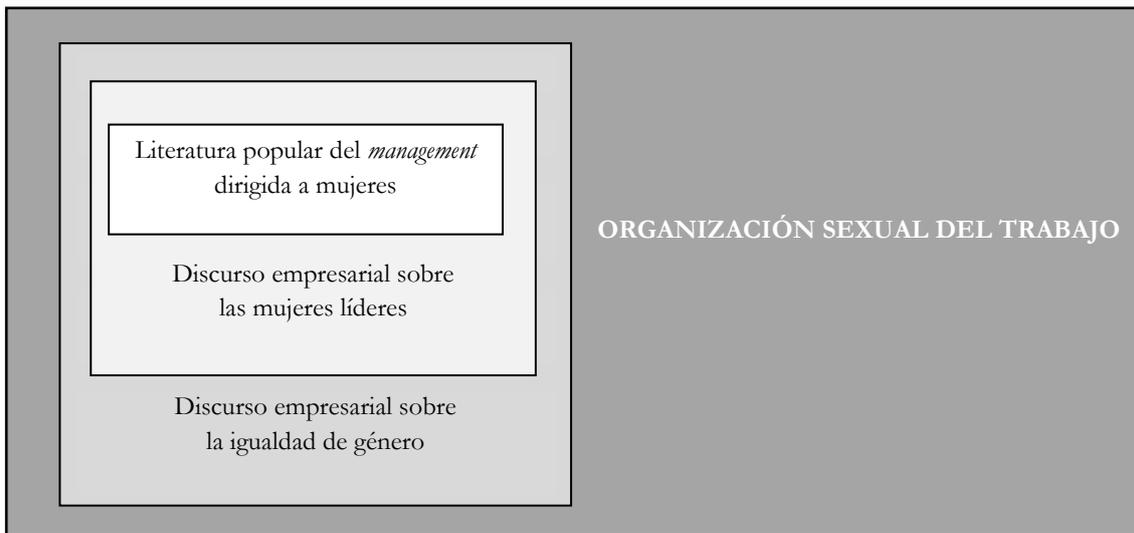 Literatura popular del management
dirigida a mujeres
ORGANIZACIÓN SEXUAL DEL TRABAJO
Discurso empresarial sobre
las mujeres líderes
Discurso empresarial sobre
la igualdad de género